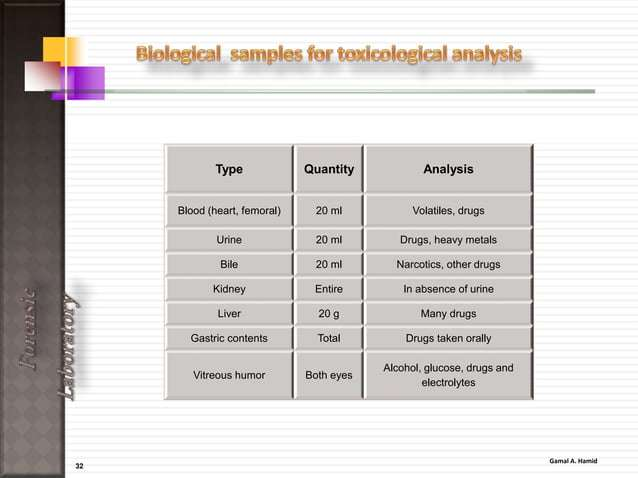 Biological samples for toxicological analysis
Forensic
Laboratory
Type Quantity Analysis
Blood (heart, femoral) 20 ml Volatiles, drugs
Urine 20 ml Drugs, heavy metals
Bile 20 ml Narcotics, other drugs
Kidney Entire In absence of urine
Liver 20 g Many drugs
Gastric contents Total Drugs taken orally
Vitreous humor Both eyes Alcohol, glucose, drugs and
electrolytes
32
Gamal A. Hamid